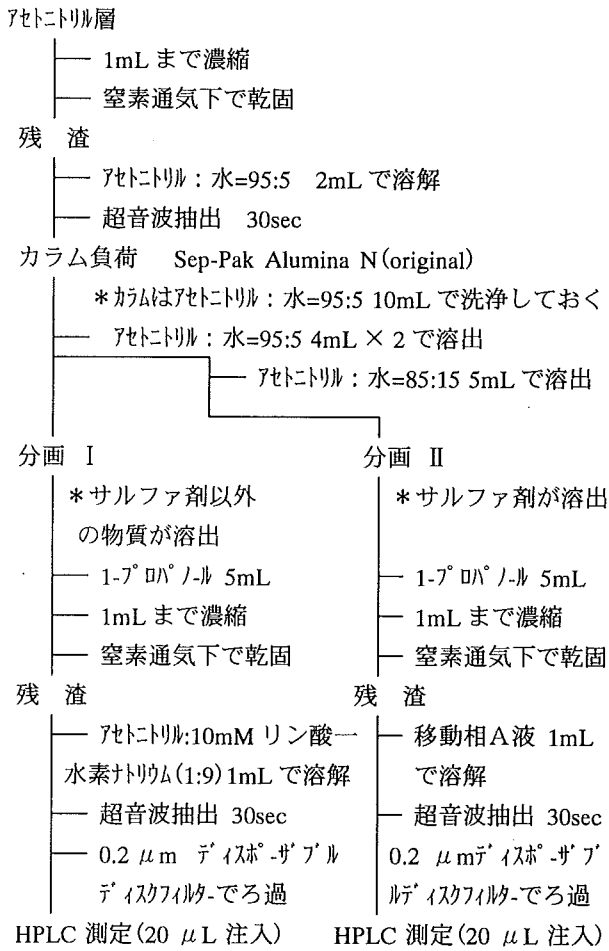 ｱｾﾄﾆﾄﾘﾙ層
1mL まで濃縮
窒素通気下で乾固
残 渣
ｱｾﾄﾆﾄﾘﾙ：水=95:5 2mL で溶解
超音波抽出 30sec
カラム負荷 Sep-Pak Alumina N(original)
＊ｶﾗﾑはｱｾﾄﾆﾄﾘﾙ：水=95:5 10mL で洗浄しておく
ｱｾﾄﾆﾄﾘﾙ：水=95:5 4mL × 2 で溶出
ｱｾﾄﾆﾄﾘﾙ：水=85:15 5mL で溶出
分画 Ⅰ
＊サルファ剤以外
の物質が溶出
1-ﾌﾟﾛﾊﾟﾉ-ﾙ 5mL
1mL まで濃縮
窒素通気下で乾固
残 渣
ｱｾﾄﾆﾄﾘﾙ:10mM リン酸一
水素ﾅﾄﾘｳﾑ(1:9)1mL で溶解
超音波抽出 30sec
0.2 μm ﾃﾞｨｽﾎﾟ-ｻﾞﾌﾞﾙ
ﾃﾞｨｽｸﾌｨﾙﾀ-でろ過
HPLC 測定(20 μL 注入)
分画 Ⅱ
＊サルファ剤が溶出
1-ﾌﾟﾛﾊﾟﾉ-ﾙ 5mL
1mL まで濃縮
窒素通気下で乾固
残 渣
移動相Ａ液 1mL
で溶解
超音波抽出 30sec
0.2 μmﾃﾞｨｽﾎﾟ-ｻﾞﾌﾞ
ﾙﾃﾞｨｽｸﾌｨﾙﾀ-でろ過
HPLC 測定(20 μL 注入)